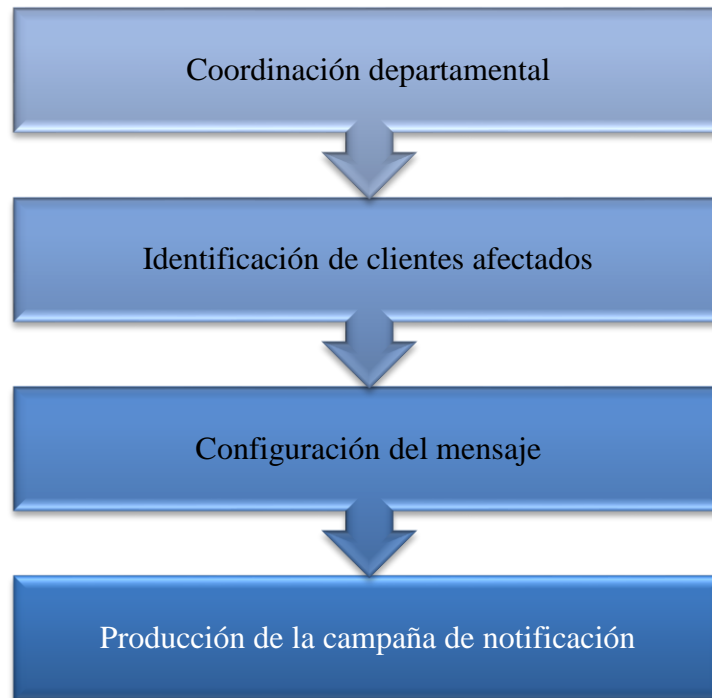 Coordinación departamental
Identificación de clientes afectados
Configuración del mensaje
Producción de la campaña de notificación